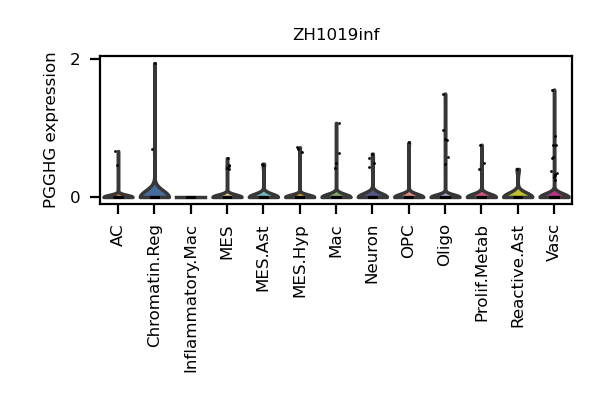 ZH1019inf
PGGHG expression
2
0
AC
Chromatin.Reg
Inflammatory.Mac
MES
MES.Ast
MES.Hyp
Mac
Neuron
OPC
Oligo
Prolif.Metab
Reactive.Ast
Vasc